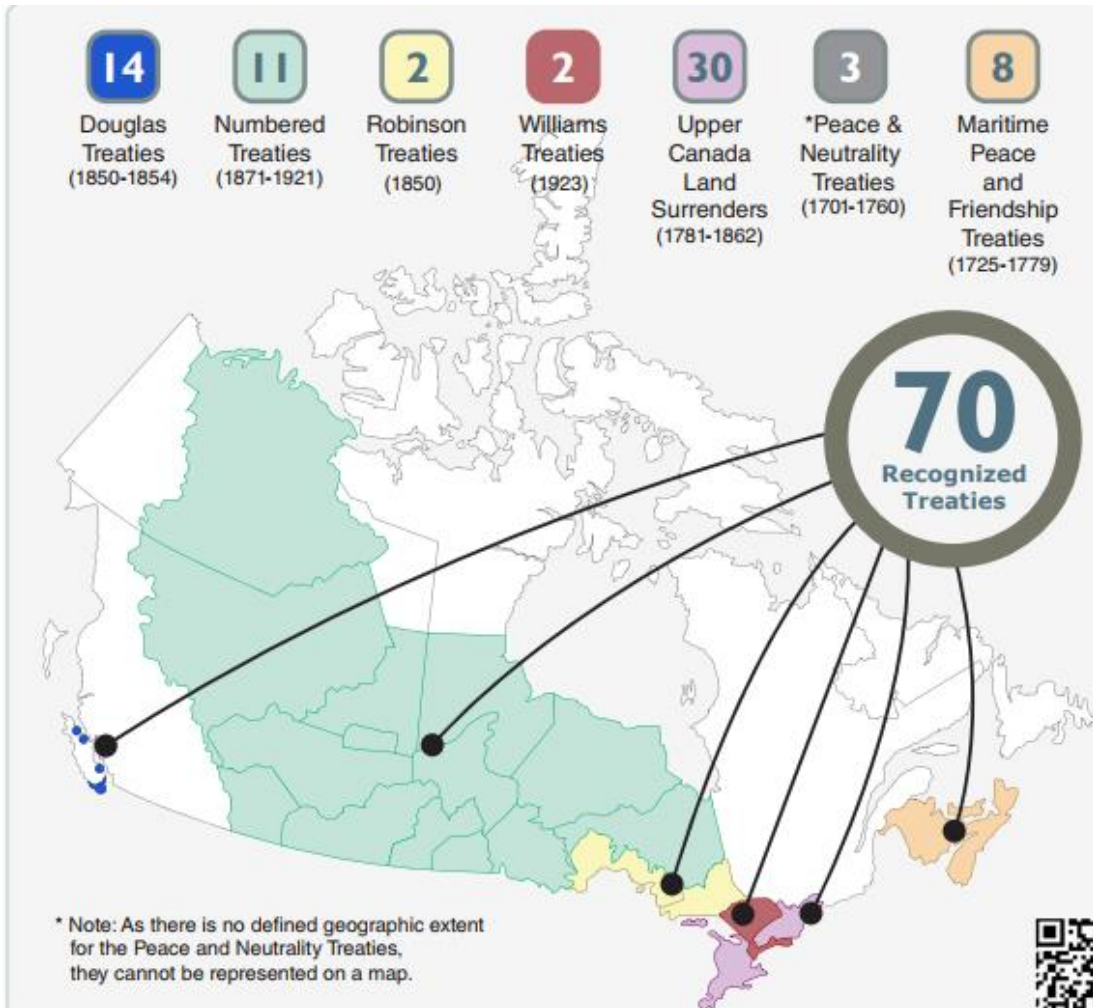 14
Douglas
Treaties
(1850-1854)
11
Numbered
Treaties
(1871-1921)
2
Robinson
Treaties
(1850)
2
Williams
Treaties
(1923)
30
Upper
Canada
Land
Surrenders
(1781-1862)
3
*Peace &
Neutrality
Treaties
(1701-1760)
8
Maritime
Peace
and
Friendship
Treaties
(1725-1779)
70
Recognized
Treaties
* Note: As there is no defined geographic extent
for the Peace and Neutrality Treaties,
they cannot be represented on a map.